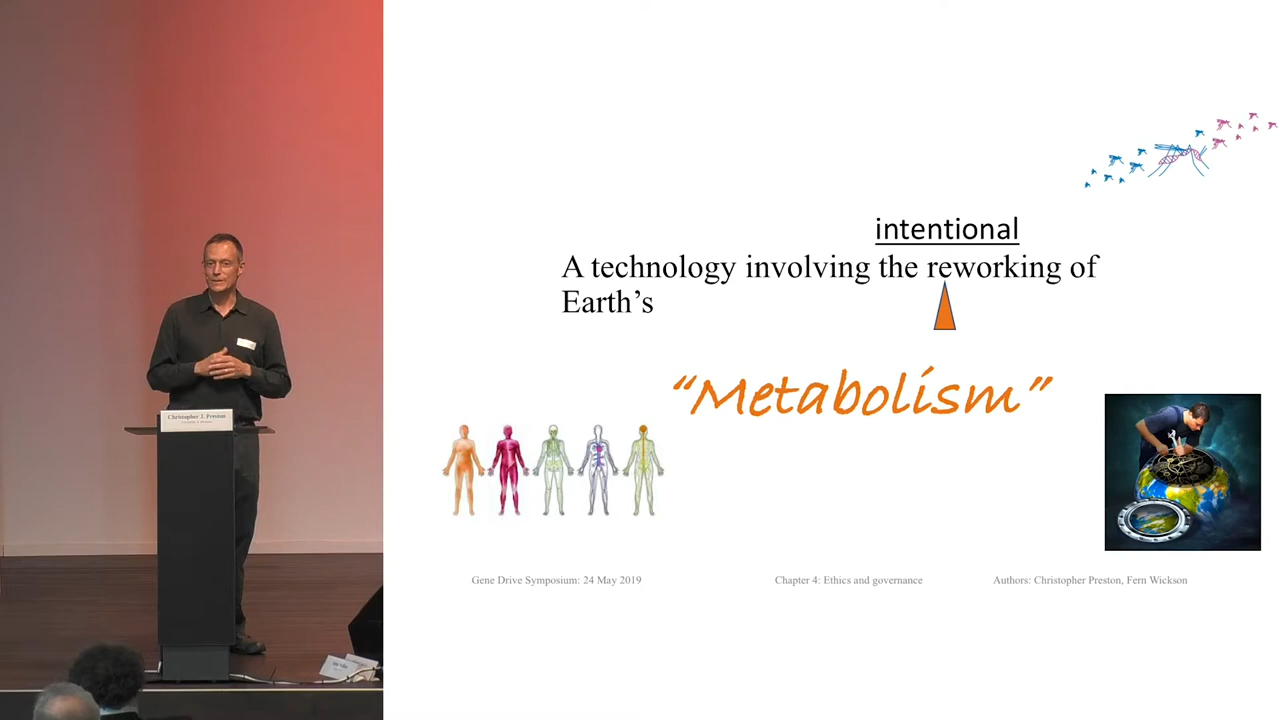 intentional
A technology involving the reworking of
Earth’s
“Metabolism”
Christopher J. Preston
Gene Drive Symposium: 24 May 2019
Chapter 4: Ethics and governance
Authors: Christopher Preston, Fern Wickson